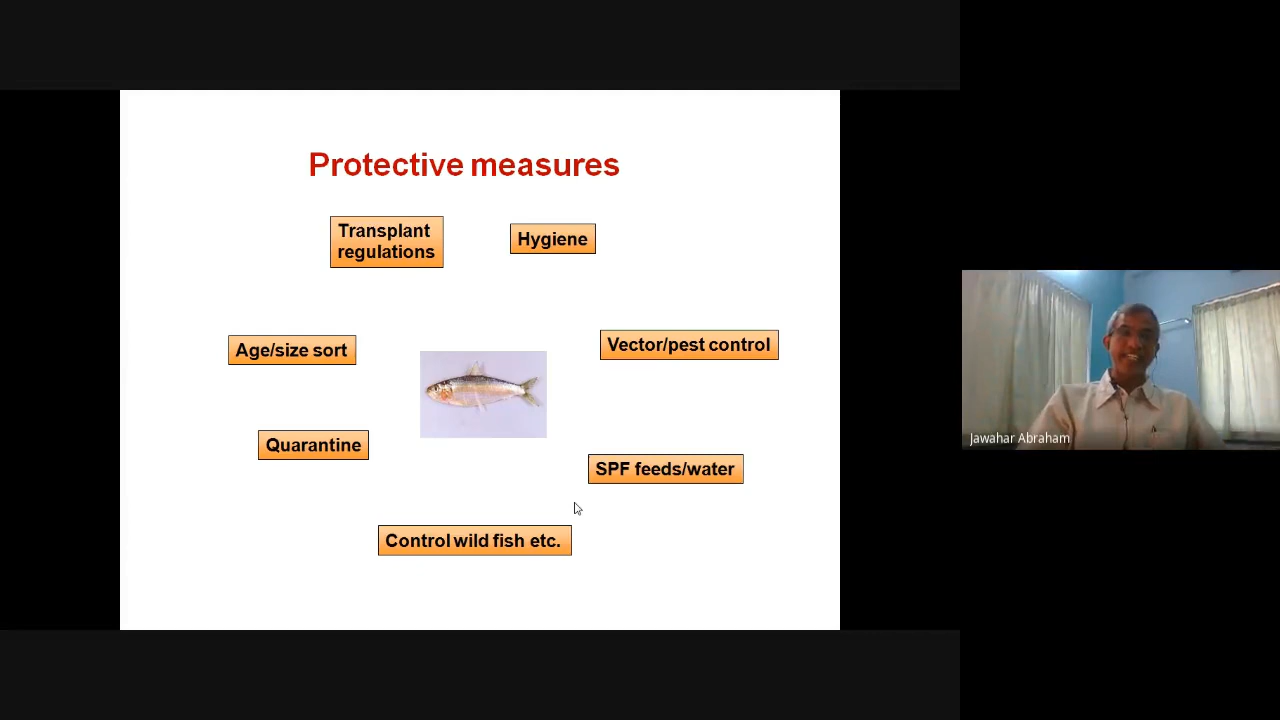 Protective measures
Transplant
regulations
Hygiene
Age/size sort
Vector/pest control
Quarantine
SPF feeds/water
Control wild fish etc.
Jawahar Abraham